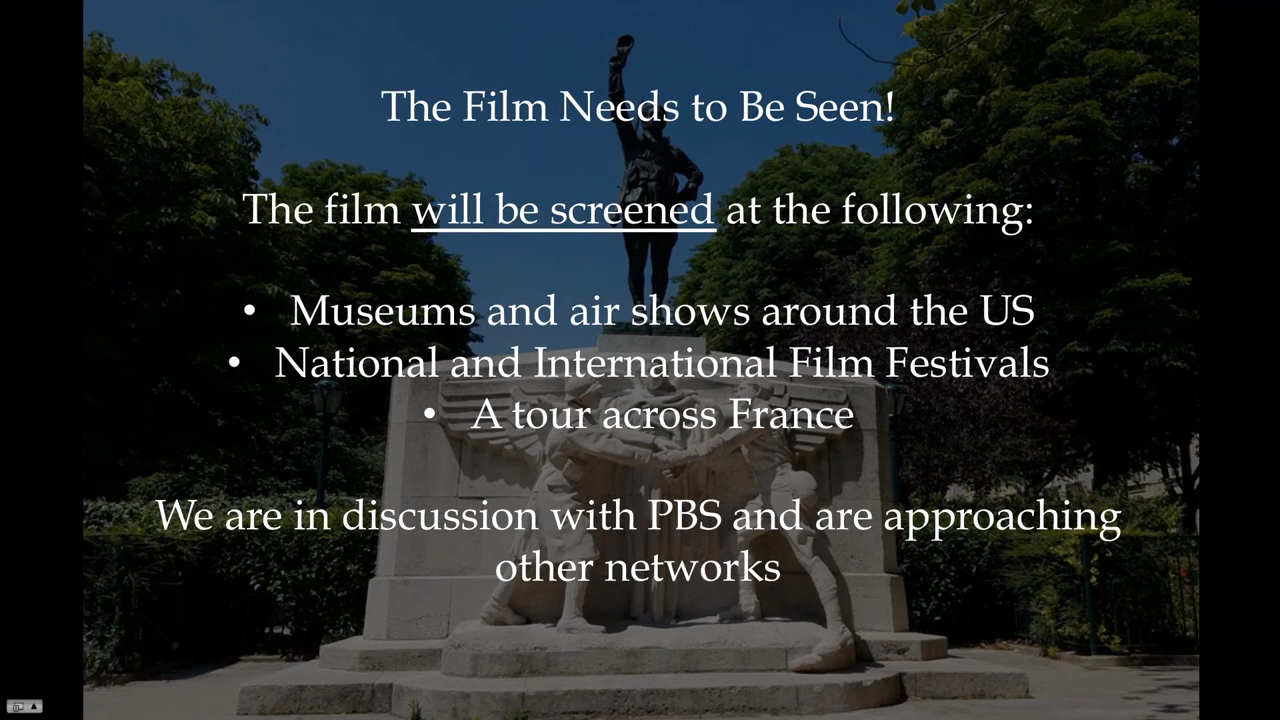 The Film Needs to Be Seen!
The film will be screened at the following:
• Museums and air shows around the US
• National and International Film Festivals
• A tour across France
We are in discussion with PBS and are approaching
other networks